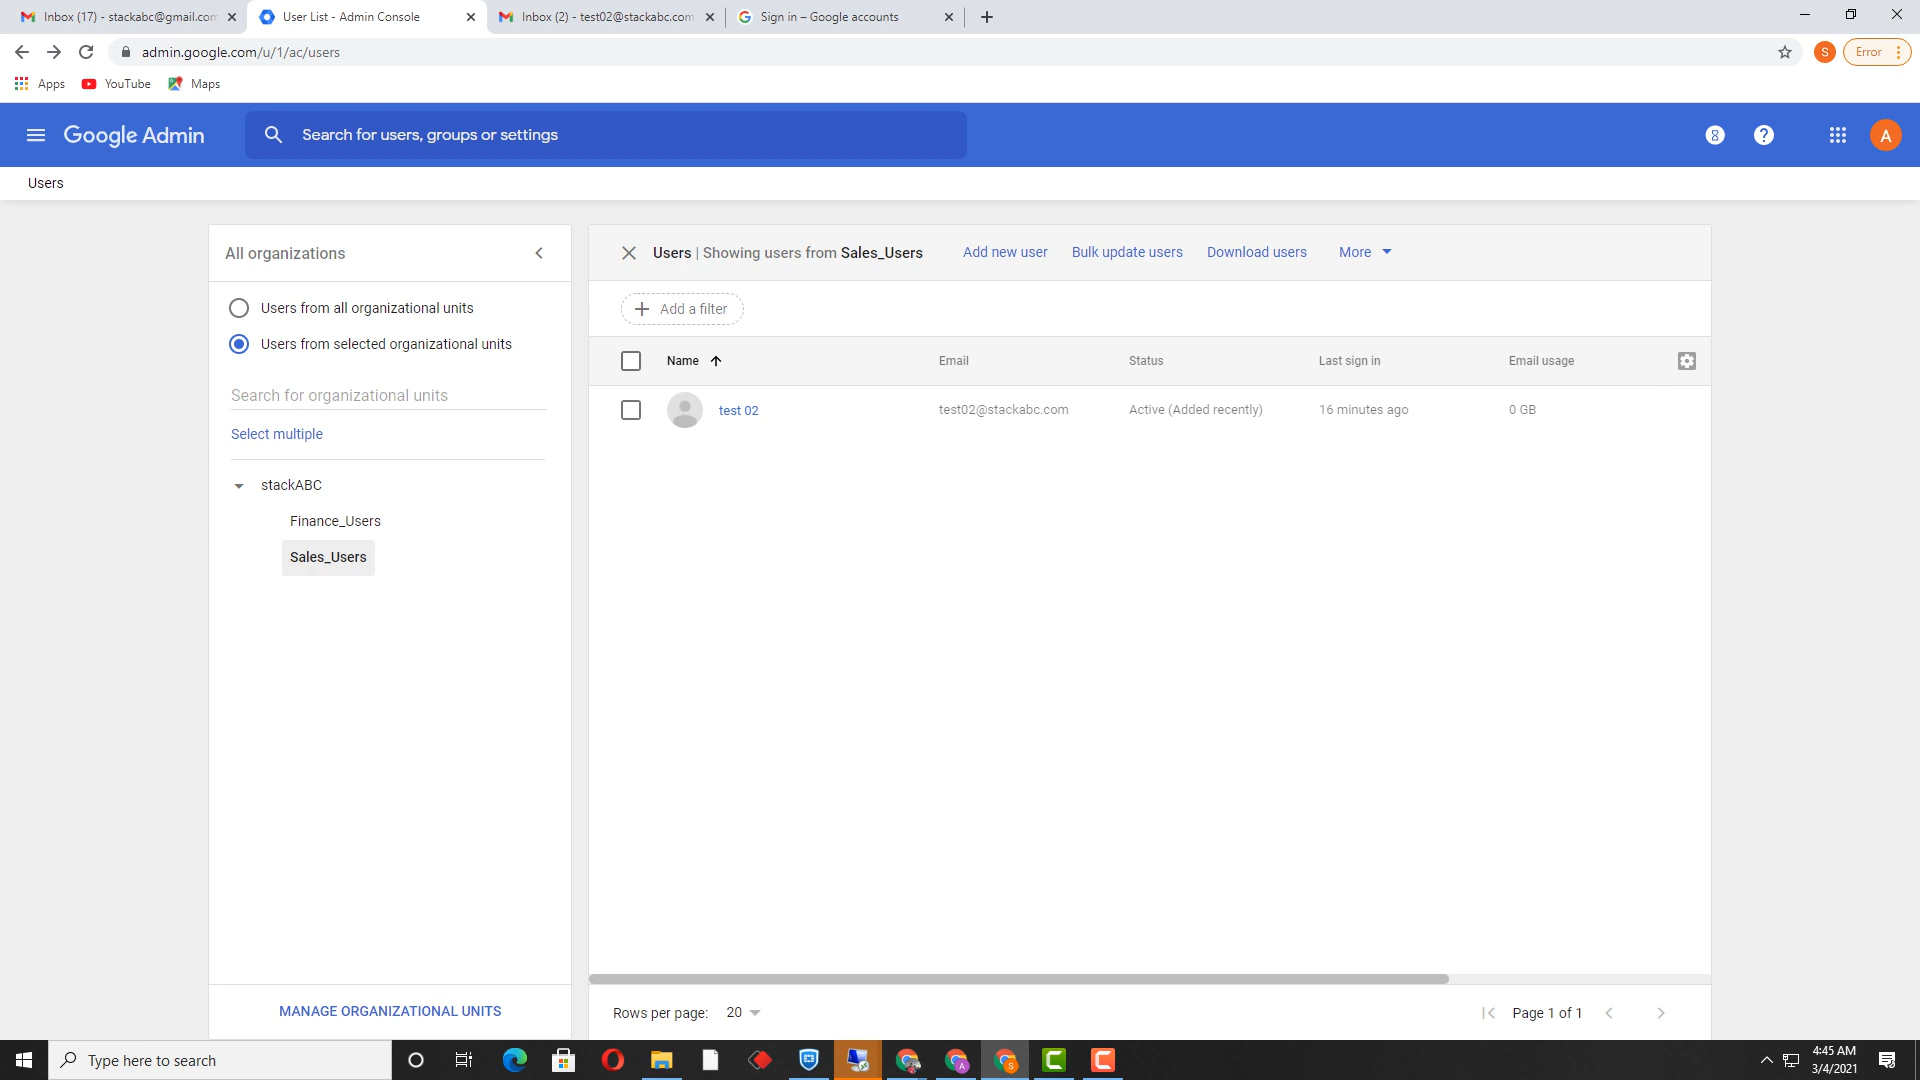 Inbox (17) - stackabc@gmail.com
User List - Admin Console
Inbox (2) - test02@stackabc.com
Sign in – Google accounts
admin.google.com/u/1/ac/users
S
Error
Apps
YouTube
Maps
Google Admin
Search for users, groups or settings
A
Users
All organizations
Users from all organizational units
Users from selected organizational units
Search for organizational units
Select multiple
stackABC
Finance_Users
Sales_Users
MANAGE ORGANIZATIONAL UNITS
Users | Showing users from Sales_Users
Add new user
Bulk update users
Download users
More
Add a filter
Name
Email
Status
Last sign in
Email usage
test 02
test02@stackabc.com
Active (Added recently)
16 minutes ago
0 GB
Rows per page: 20
Page 1 of 1
Type here to search
A
S
4:45 AM
3/4/2021